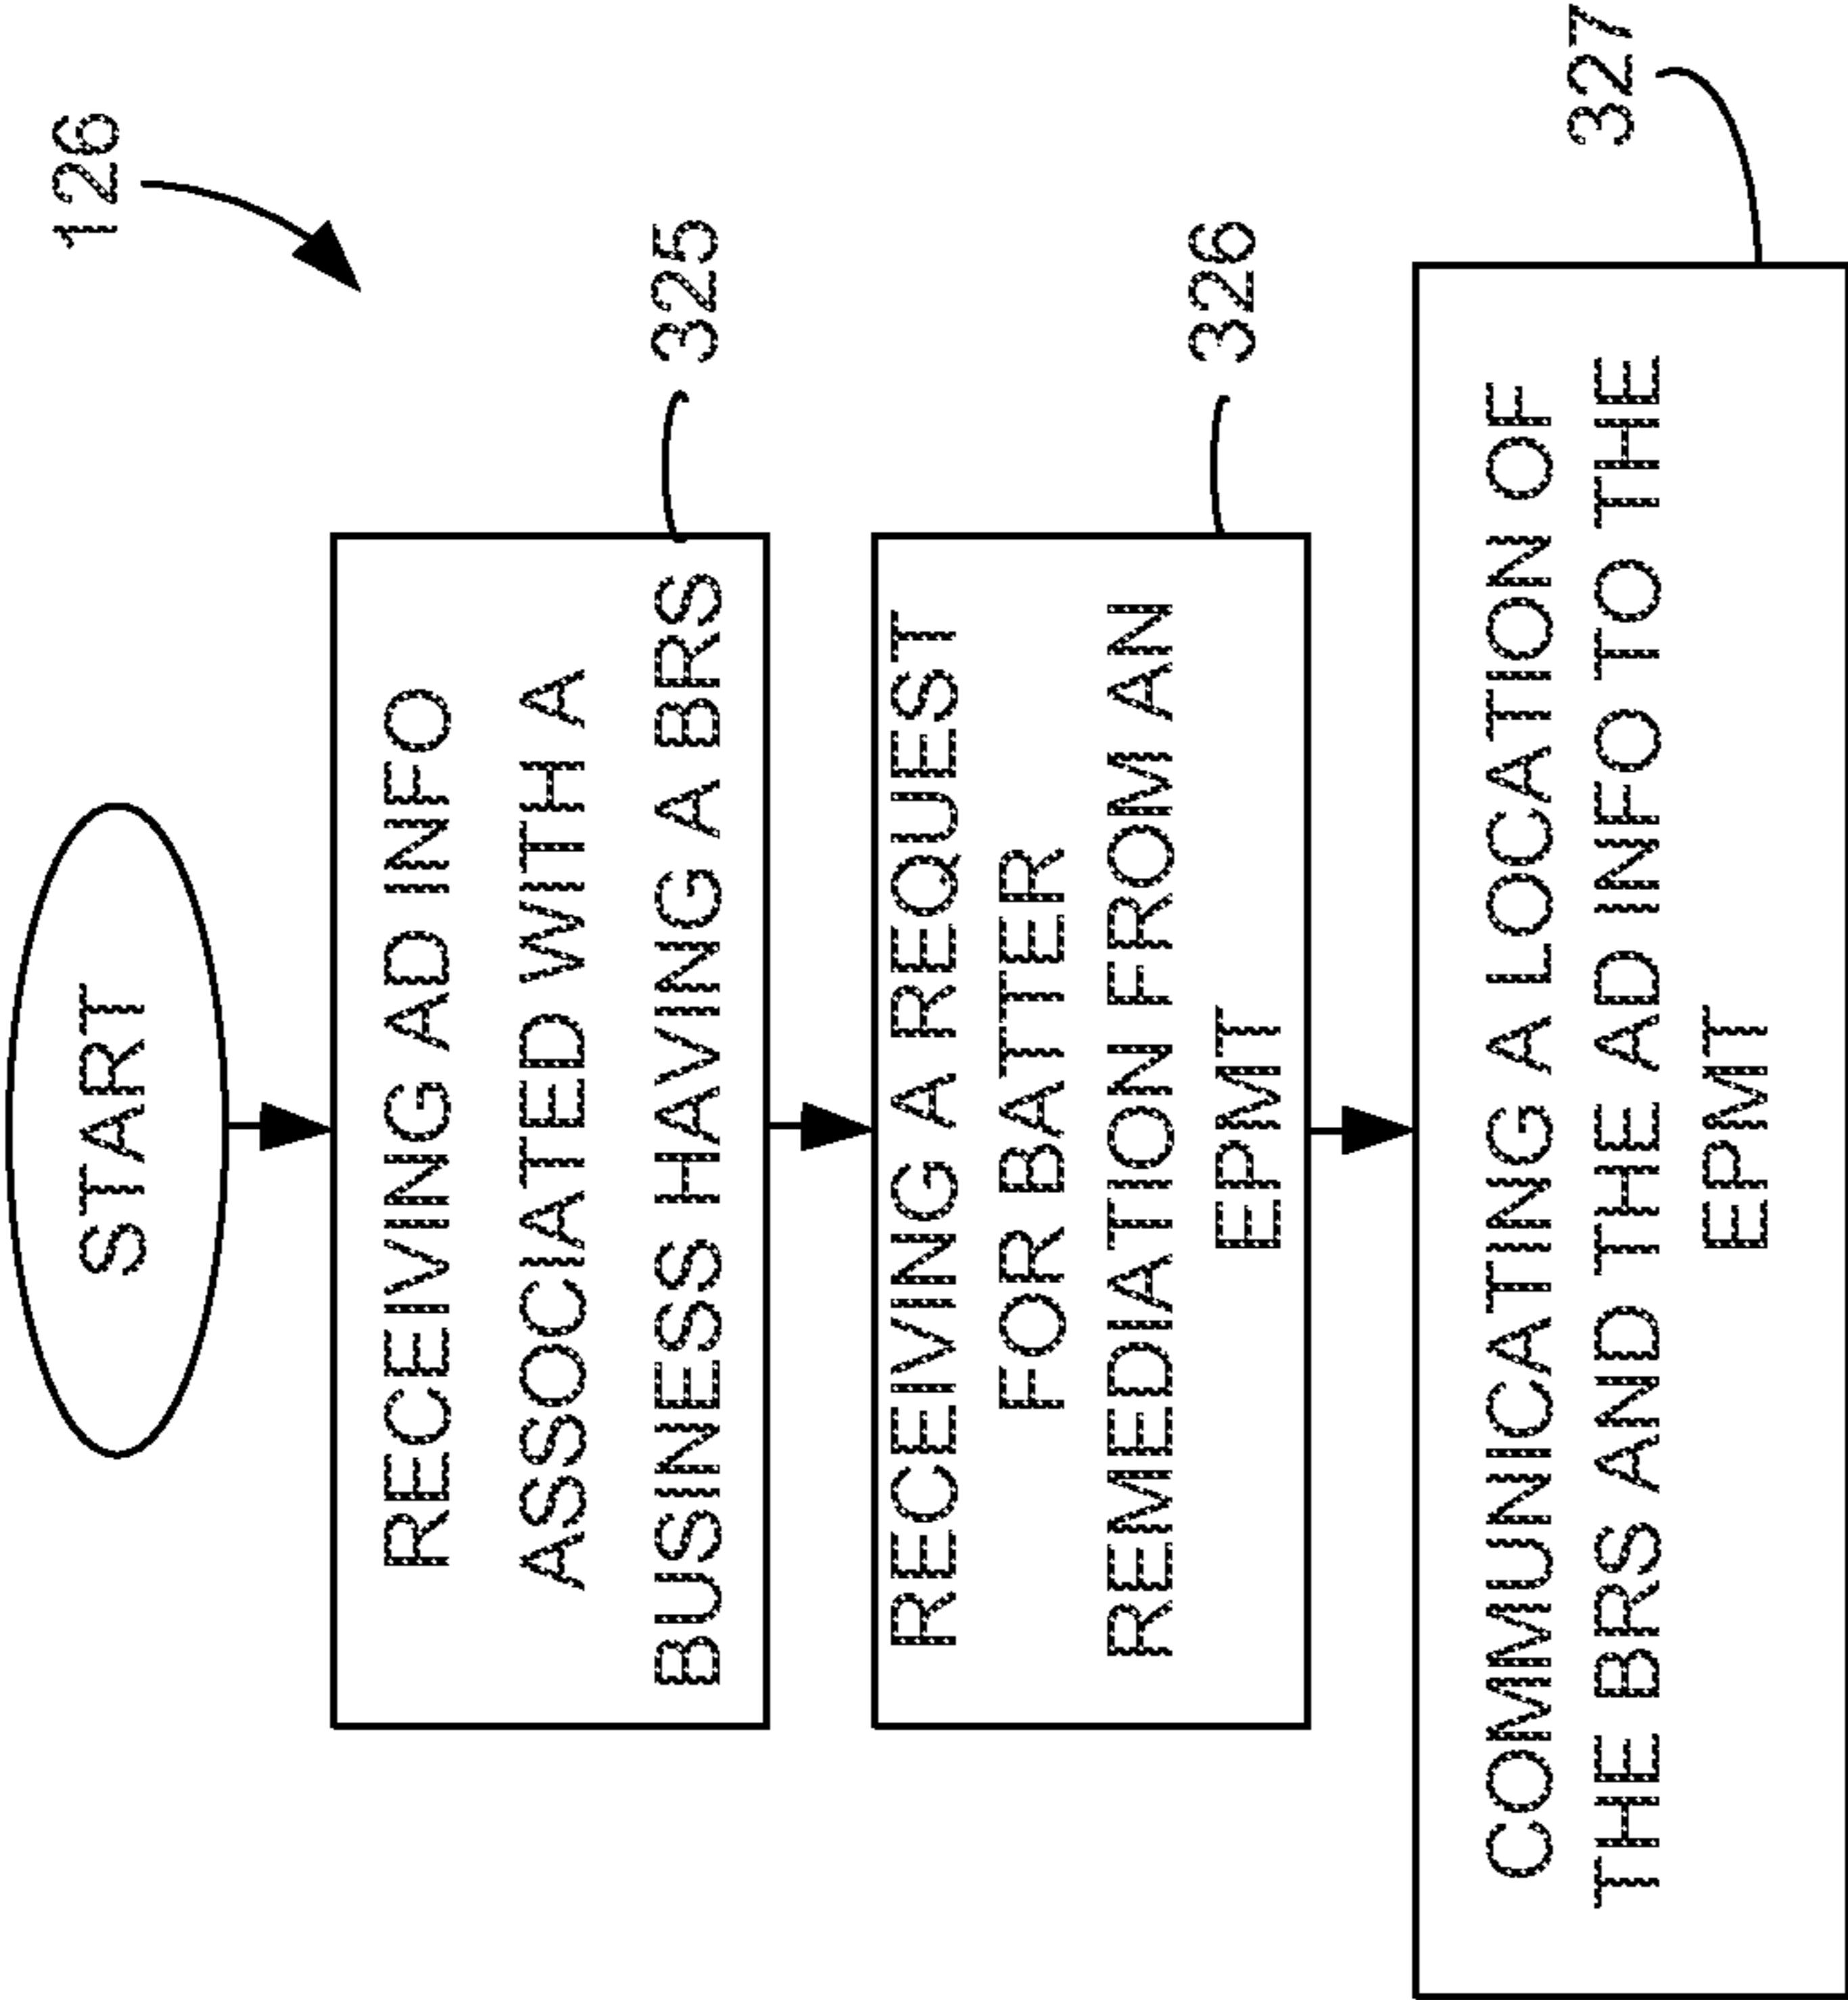 126
START
RECEIVING AD INFO
ASSOCIATED WITH A
BUSINESS HAVING A BRS
325
RECEIVING A REQUEST
FOR BATTER
REMEDIATION FROM AN
EPMT
326
COMMUNICATING A LOCATION OF
THE BRS AND THE AD INFO TO THE
EPMT
327